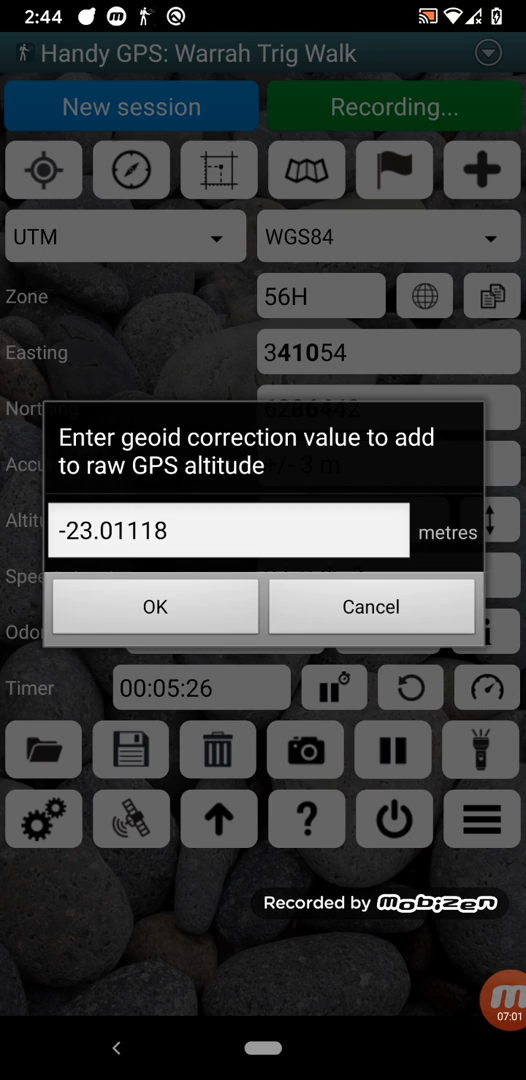 2:44
Handy GPS: Warrah Trig Walk
New session
Recording...
UTM
WGS84
Zone
56H
Easting
341054
Nort
6286442
Enter geoid correction value to add
to raw GPS altitude
Accu
+/- 3 m
-23.01118
metres
Altitu
Spee
OK
Cancel
Odo
Timer
00:05:26
?
Recorded by mobizen
07:01